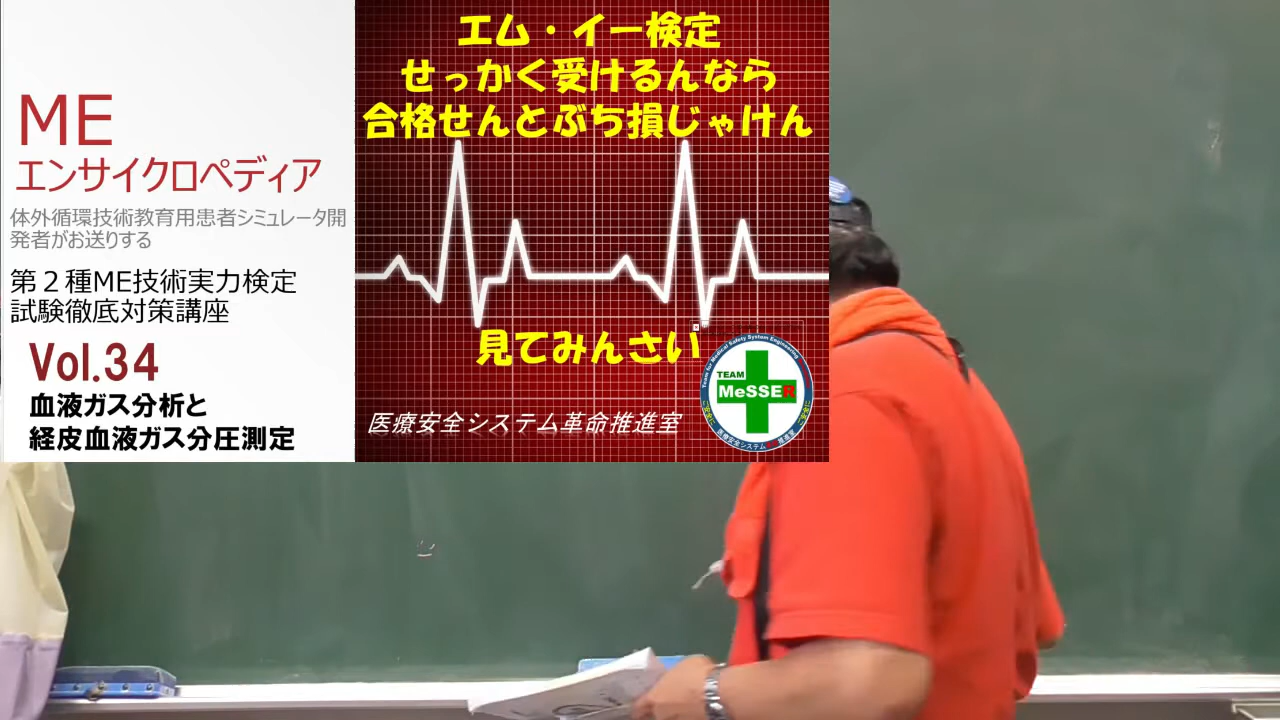 ME
エンサイクロペディア
体外循環技術教育用患者シミュレータ開
発者がお送りする
第２種ME技術実力検定
試験徹底対策講座
Vol.34
血液ガス分析と
経皮血液ガス分圧測定
エム・イー検定
せっかく受けるんなら
合格せんとぶち損じゃけん
見てみんさい
医療安全システム革命推進室
Team for Medical Safety System Engineering
TEAM
MeSSER